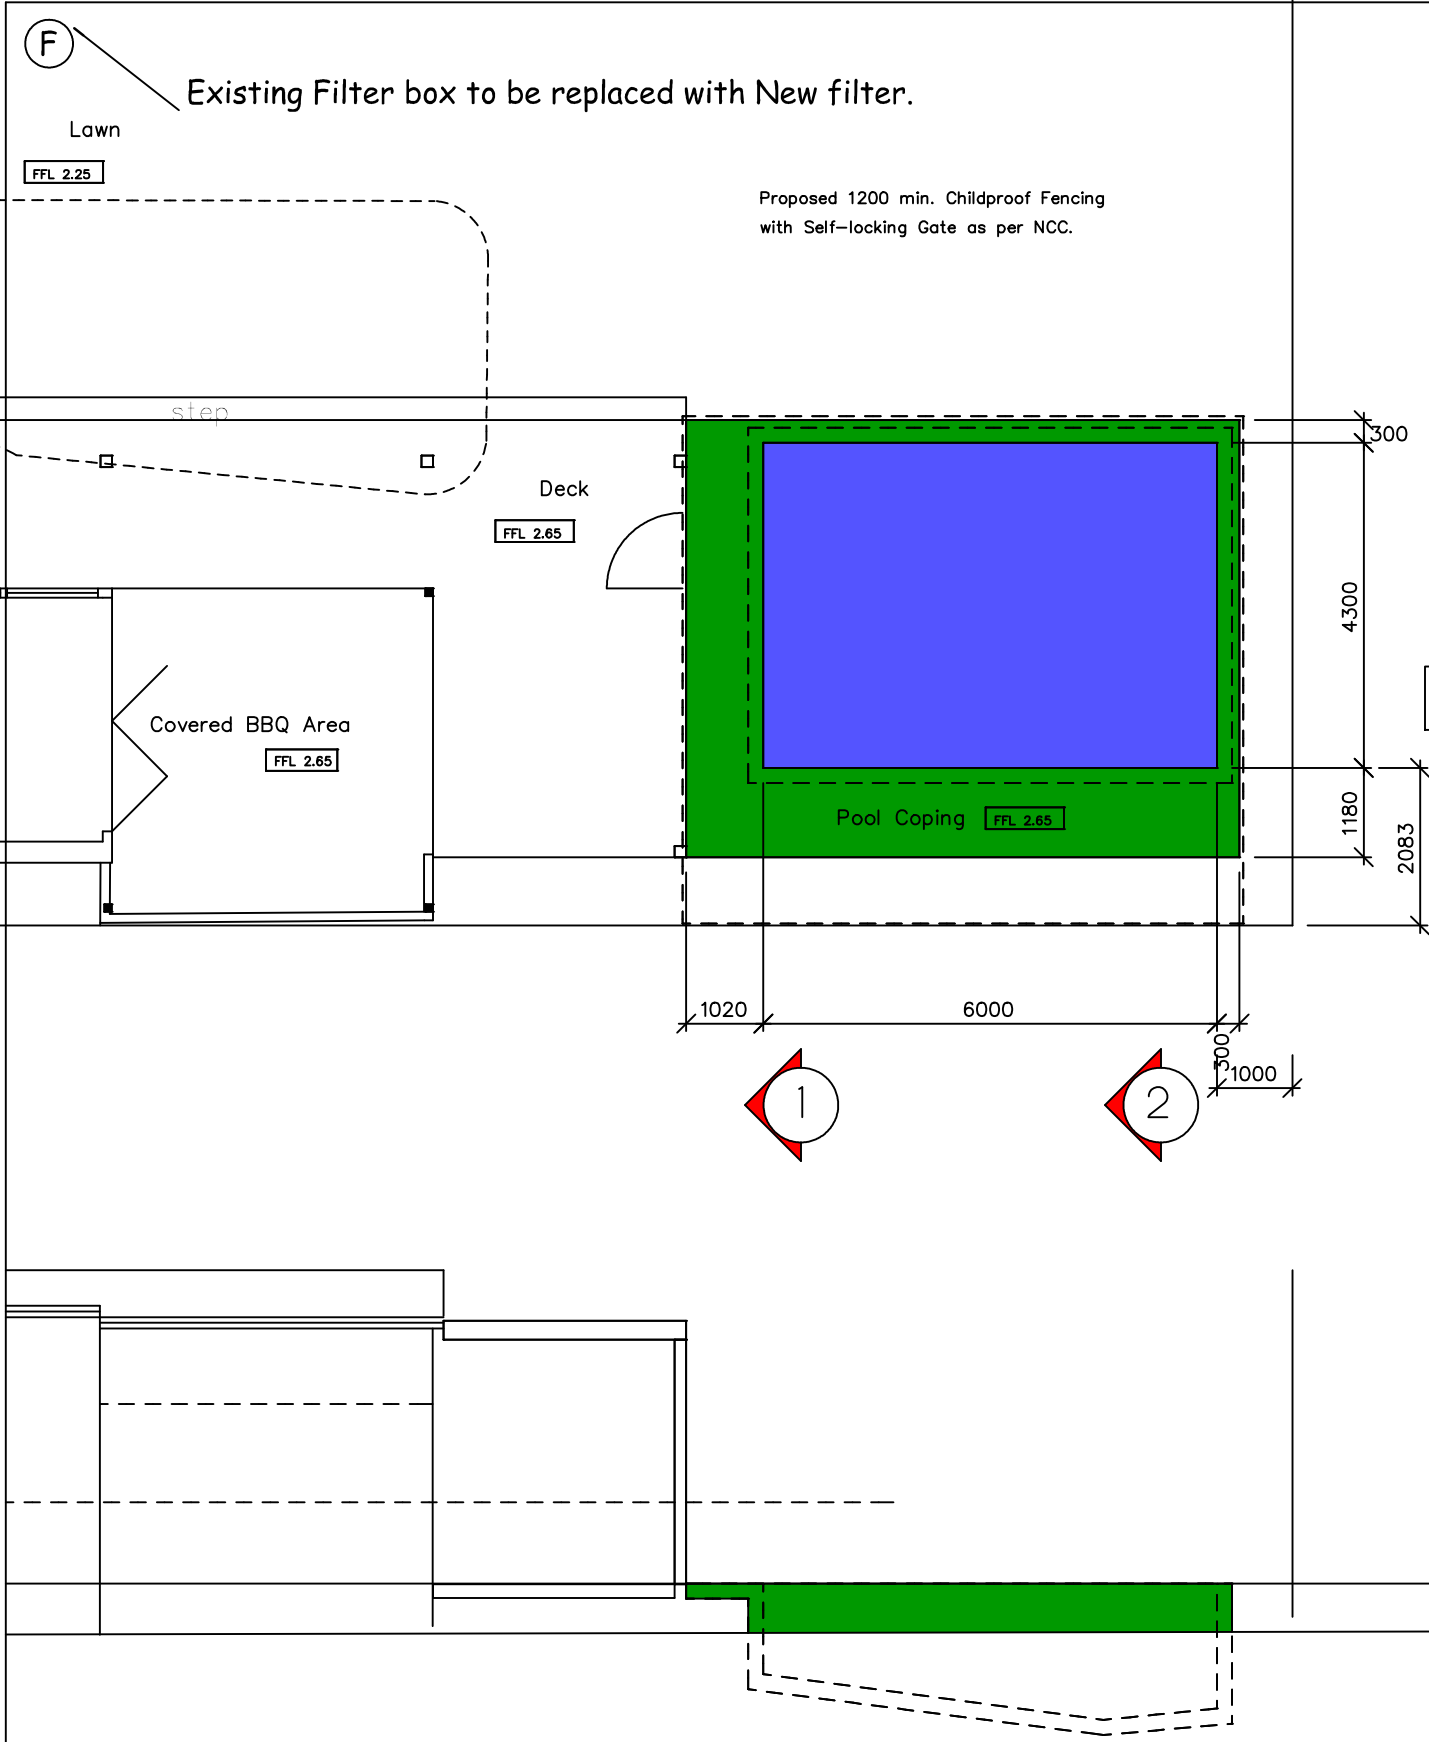 F
Existing Filter box to be replaced with New filter.
Lawn
FFL 2.25
Proposed 1200 min. Childproof Fencing
with Self-locking Gate as per NCC.
step
300
Deck
FFL 2.65
4300
Covered BBQ Area
FFL 2.65
Pool Coping
FFL 2.65
1180
2083
1020
6000
300
1000
1
2